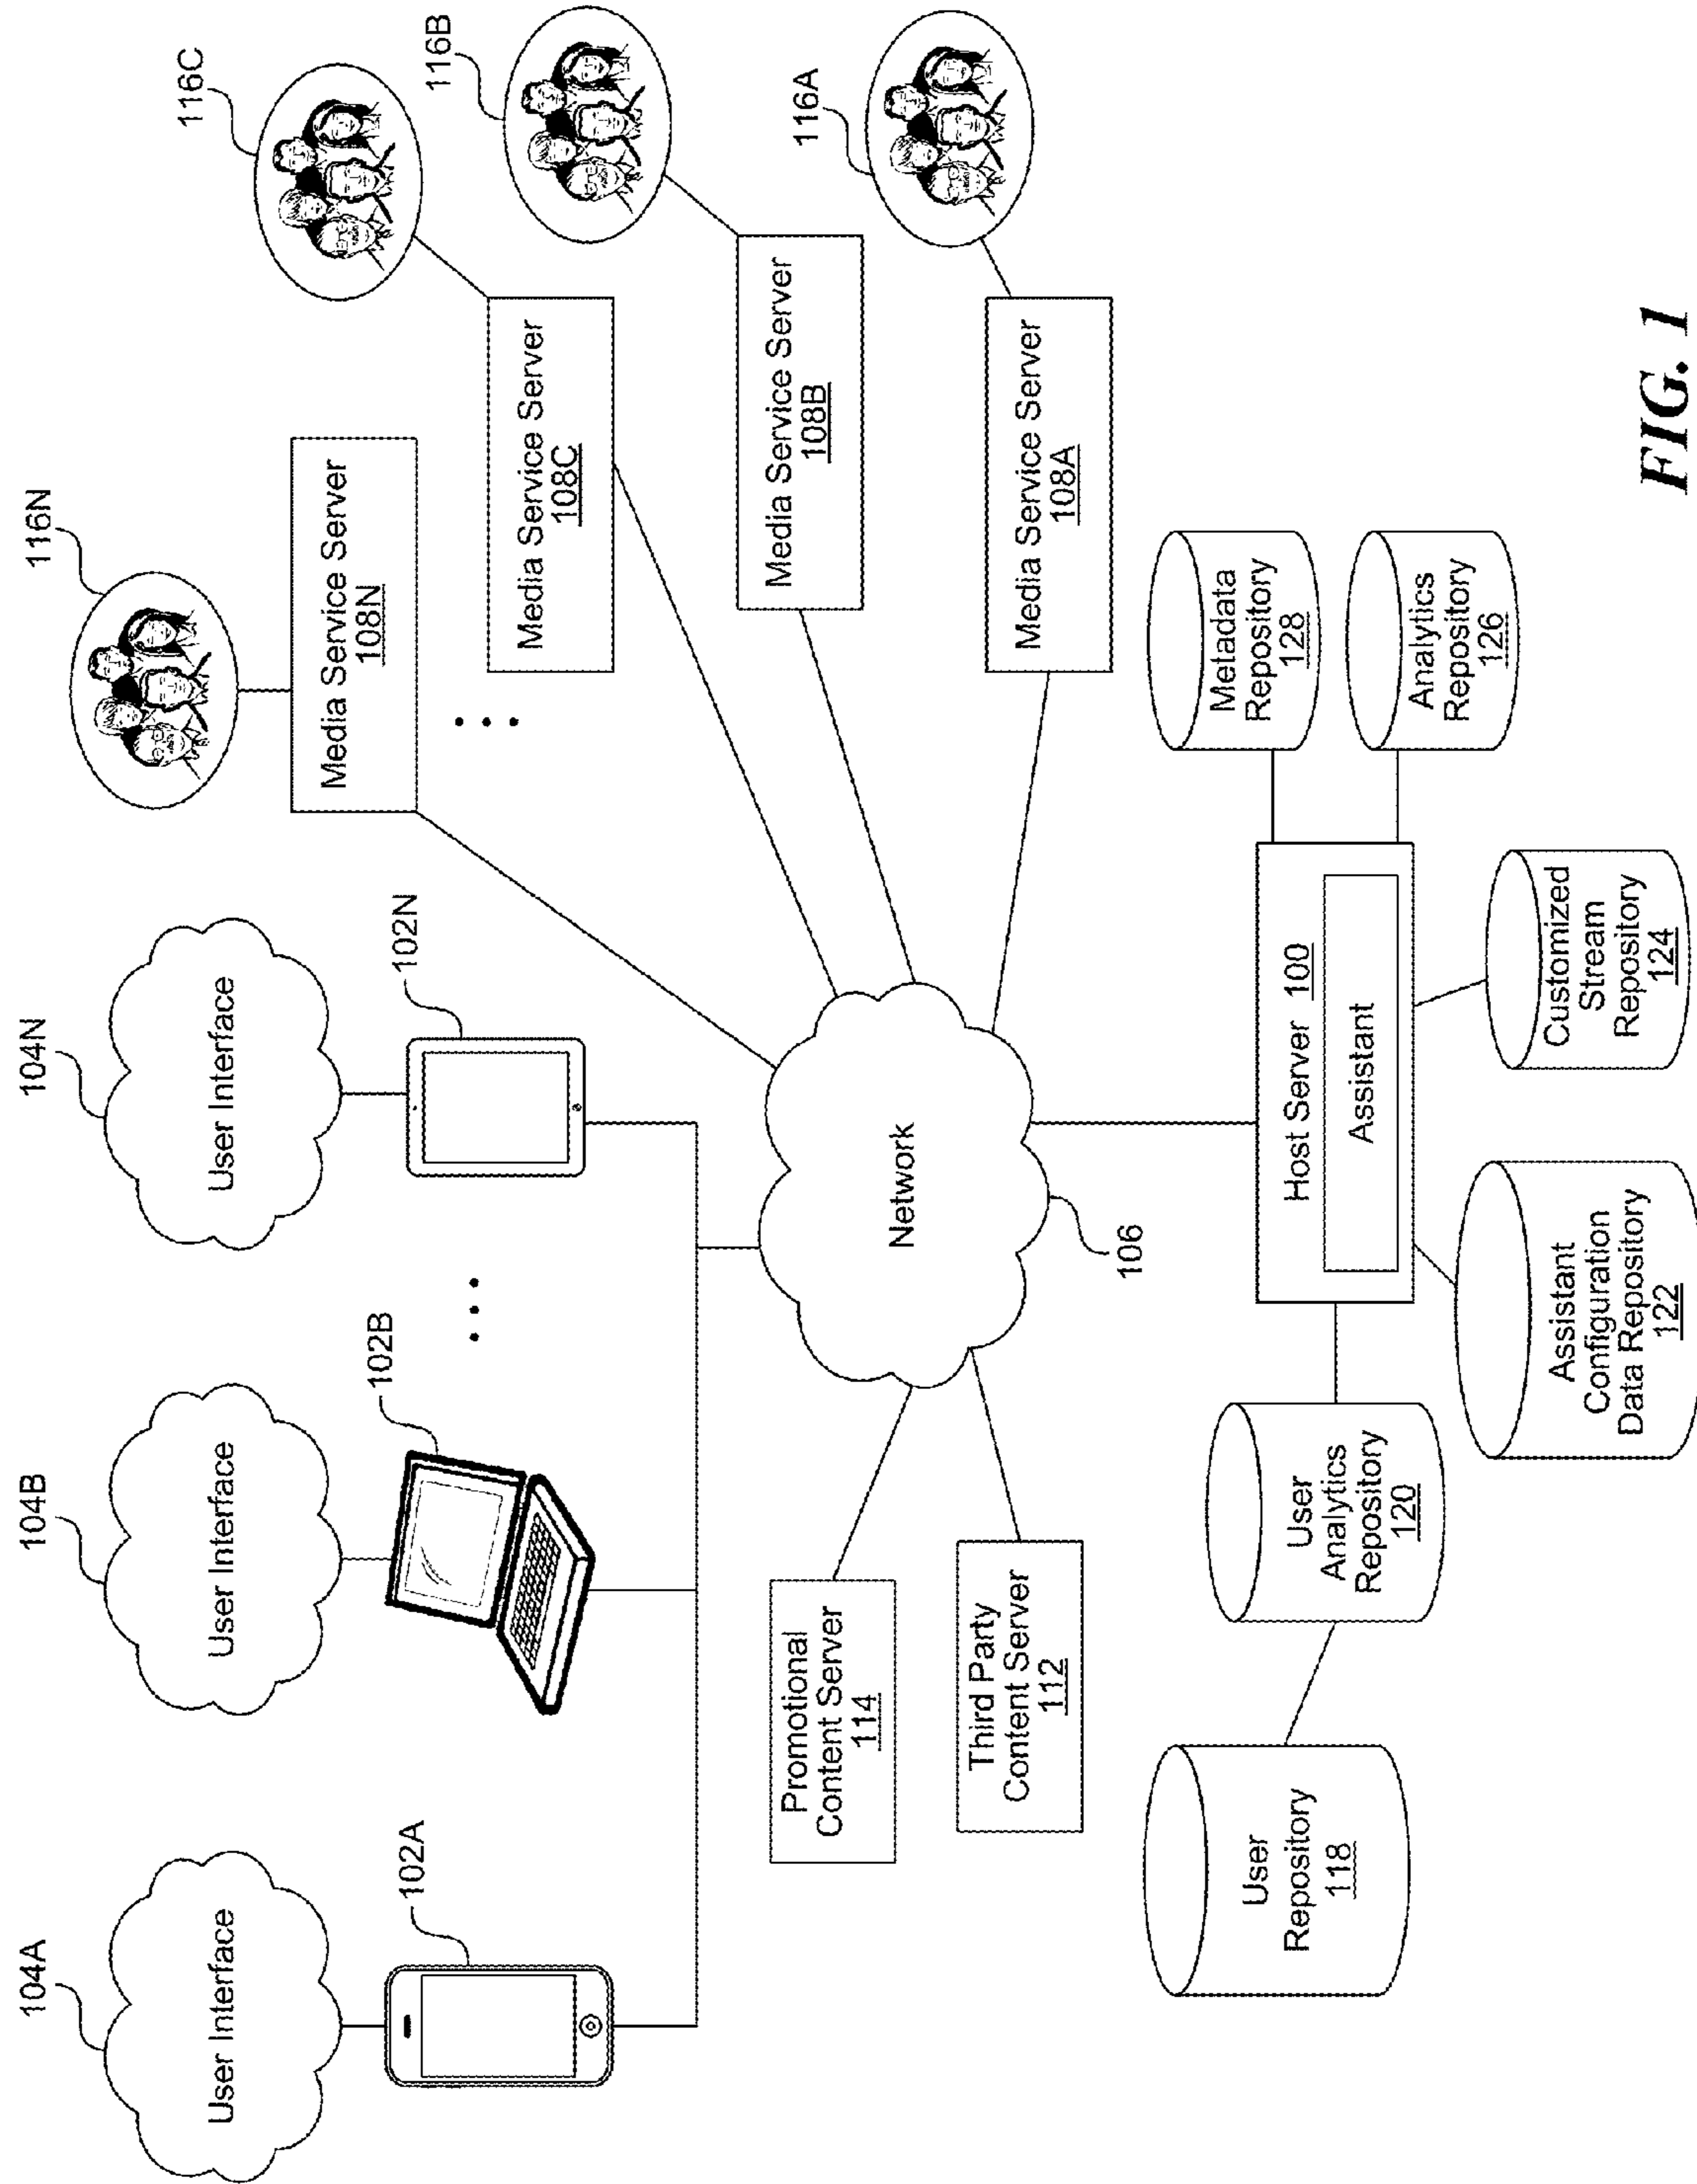 104A
104B
104N
116N
User Interface
User Interface
User Interface
116C
102A
102B
102N
Media Service Server
108N
116B
Media Service Server
108C
Promotional
Content Server
114
Media Service Server
108B
116A
Network
Third Party
Content Server
112
Media Service Server
108A
106
User
Repository
118
User
Analytics
Repository
120
Host Server 100
Assistant
Metadata
Repository
128
Analytics
Repository
126
Assistant
Configuration
Data Repository
122
Customized
Stream
Repository
124
FIG. 1